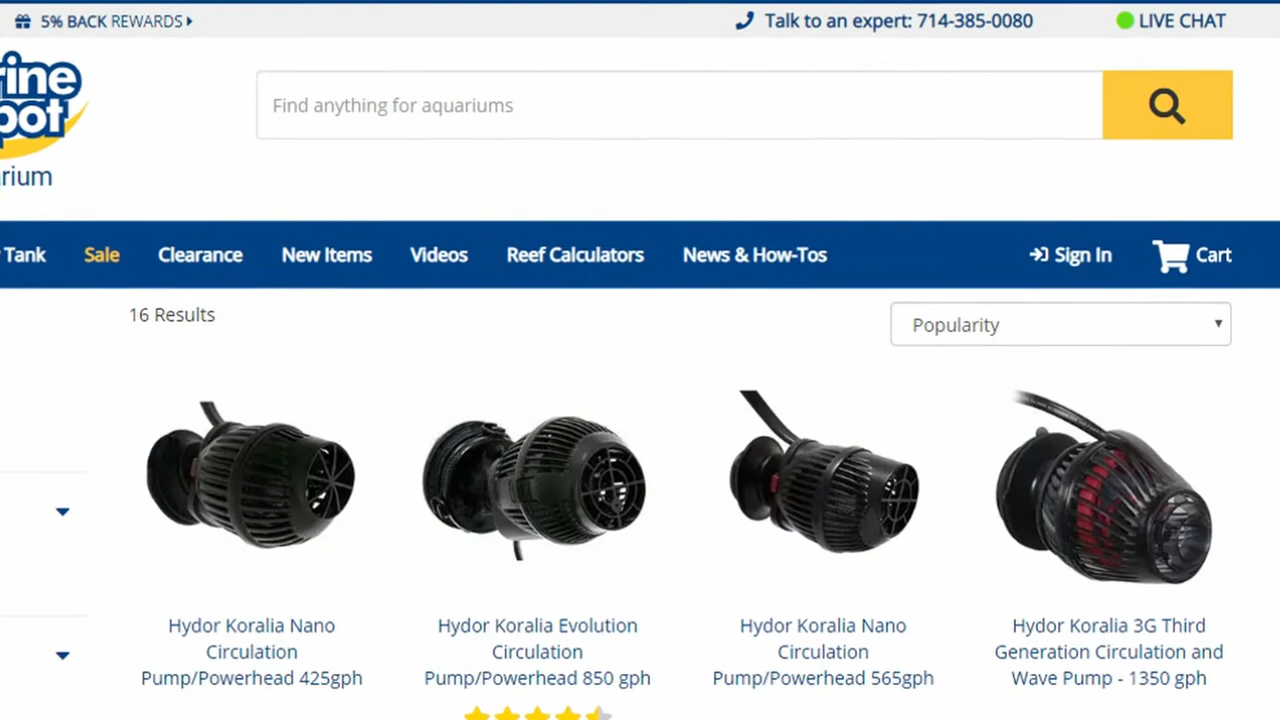 5% BACK REWARDS
Talk to an expert: 714-385-0080
LIVE CHAT
rine
pot
rium
Find anything for aquariums
Tank
Sale
Clearance
New Items
Videos
Reef Calculators
News & How-Tos
Sign In
Cart
16 Results
Popularity
Hydor Koralia Nano
Circulation
Pump/Powerhead 425gph
Hydor Koralia Evolution
Circulation
Pump/Powerhead 850 gph
Hydor Koralia Nano
Circulation
Pump/Powerhead 565gph
Hydor Koralia 3G Third
Generation Circulation and
Wave Pump - 1350 gph